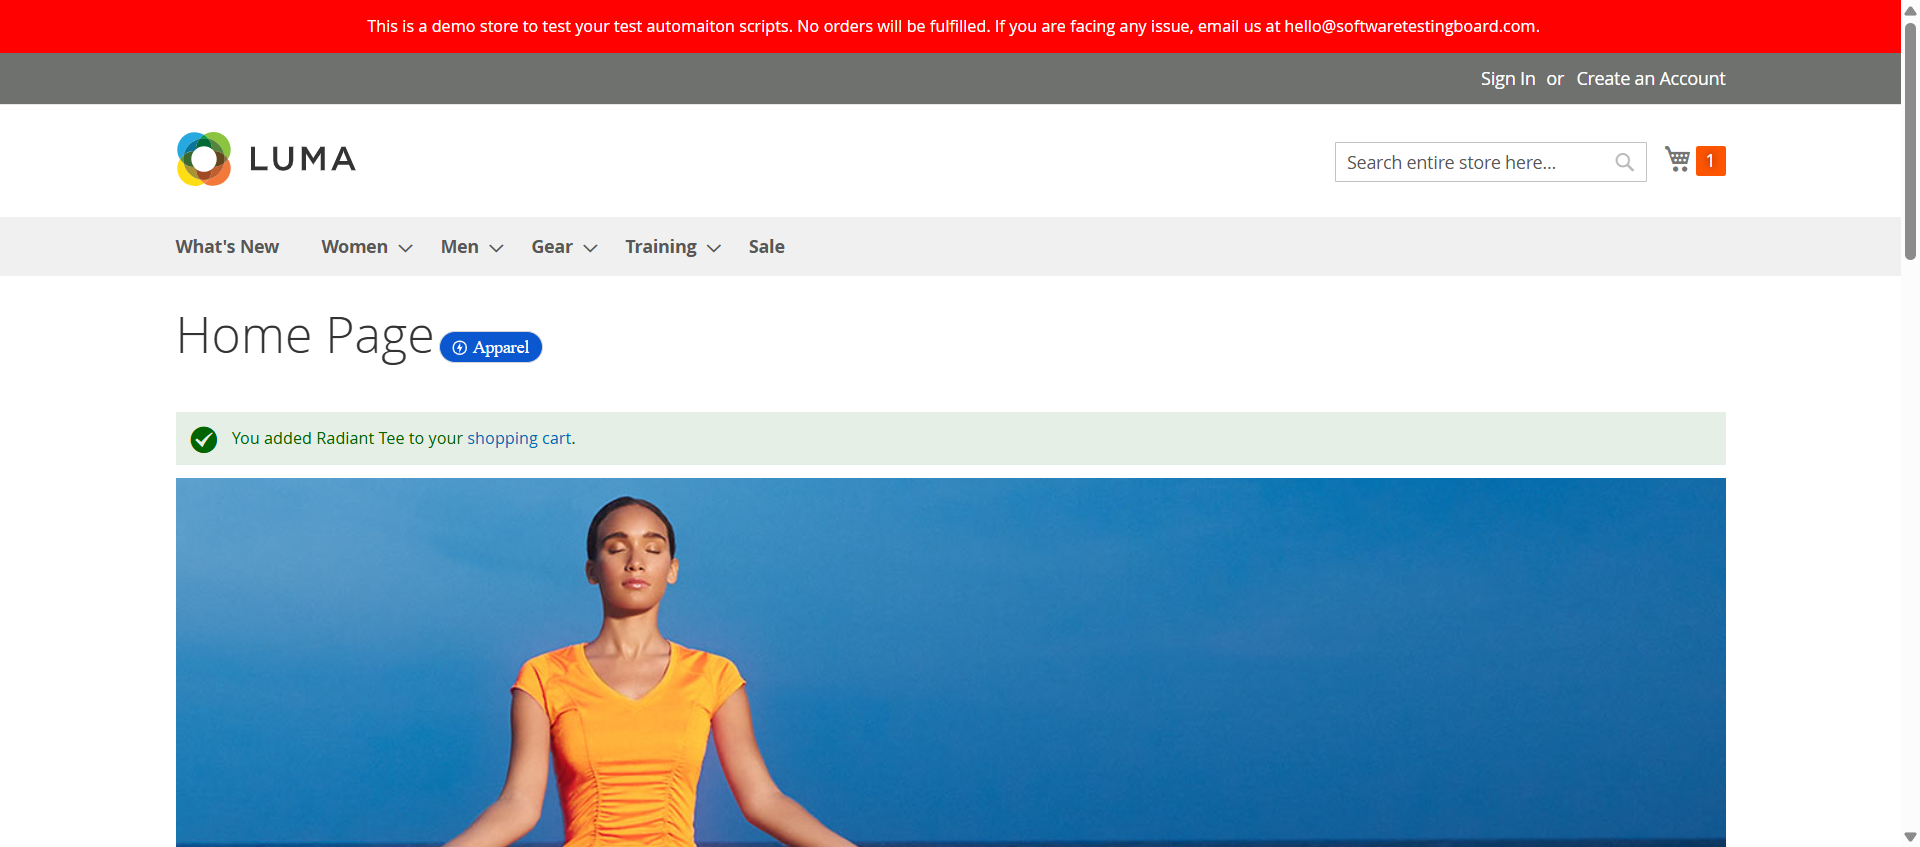 This is a demo store to test your test automaiton scripts. No orders will be fulfilled. If you are facing any issue, email us at hello@softwaretestingboard.com.
Sign In or Create an Account
LUMA
Search entire store here...
1
What's New Women Men Gear Training Sale
Home Page
Apparel
You added Radiant Tee to your shopping cart.